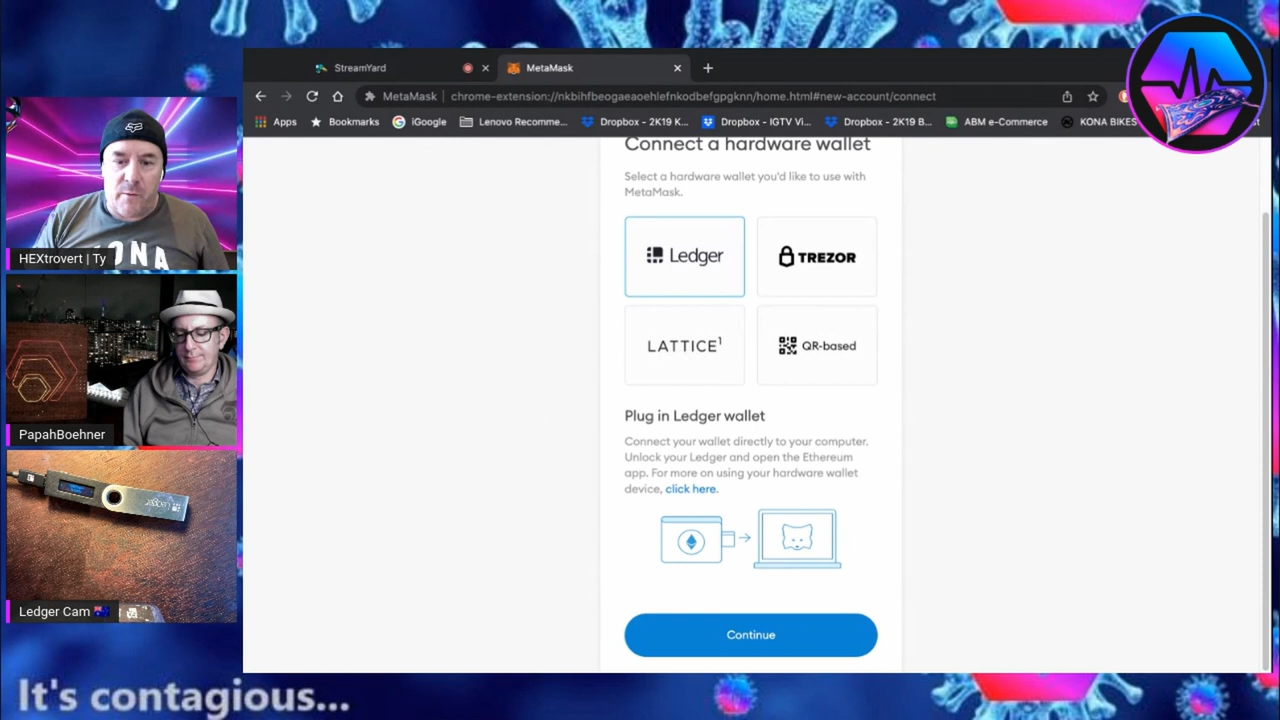 StreamYard
MetaMask
MetaMask
chrome-extension://nkbihfbeogaeaoehlefnkodbefgpgknn/home.html#new-account/connect
Apps
Bookmarks
iGoogle
Lenovo Recomme...
Dropbox - 2K19 K...
Dropbox - IGTV Vi...
Dropbox - 2K19 B...
ABM e-Commerce
KONA BIKES
Connect a hardware wallet
Select a hardware wallet you'd like to use with
MetaMask.
Ledger
TREZOR
LATTICE¹
QR-based
Plug in Ledger wallet
Connect your wallet directly to your computer.
Unlock your Ledger and open the Ethereum
app. For more on using your hardware wallet
device, click here.
Continue
KONA
HEXtrovert | Ty
PapahBoehner
Ledger
Ledger Cam
It's contagious...